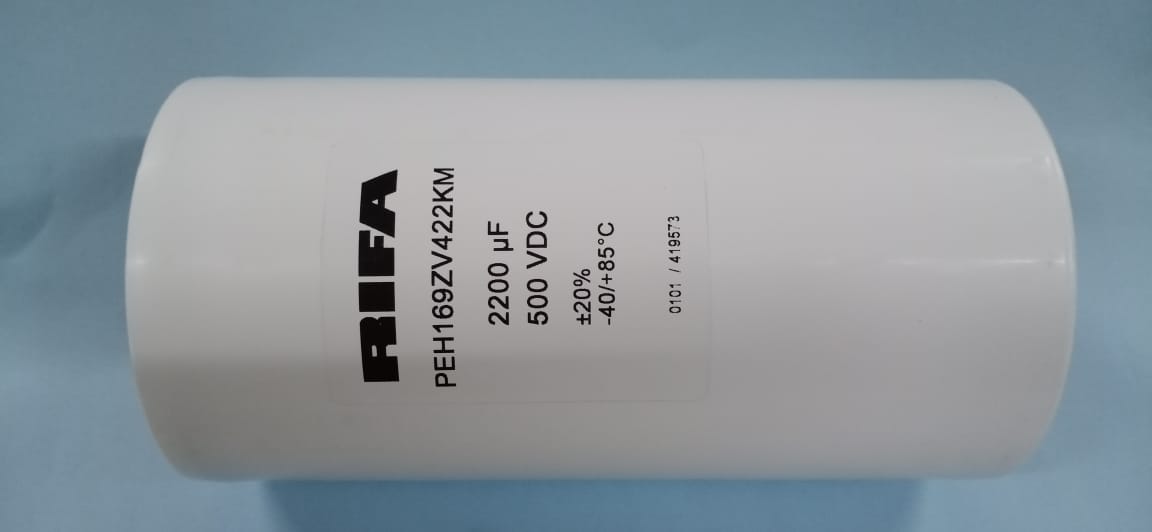 RIFA
PEH169ZV422KM
2200 µF
500 VDC
±20%
-40/+85°C
0101 / 419573